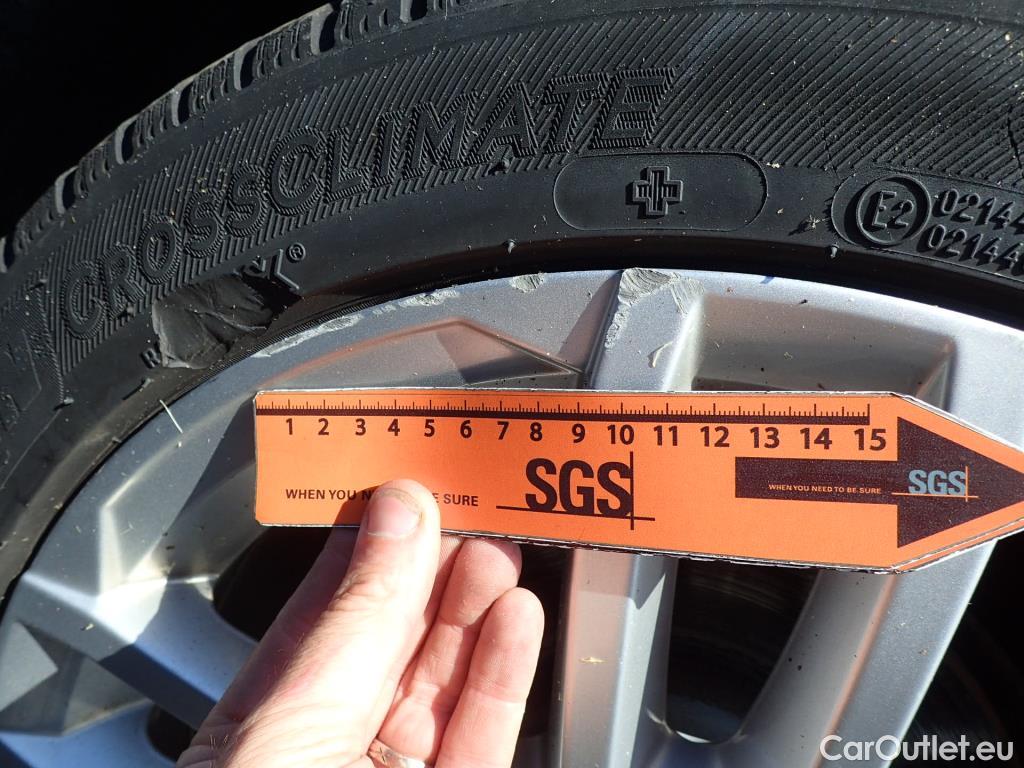 CROSSCLIMATE
+
®
E2
02144
02144
1 2 3 4 5 6 7 8 9 10 11 12 13 14 15
WHEN YOU N E SURE
SGS
WHEN YOU NEED TO BE SURE
SGS
CarOutlet.eu